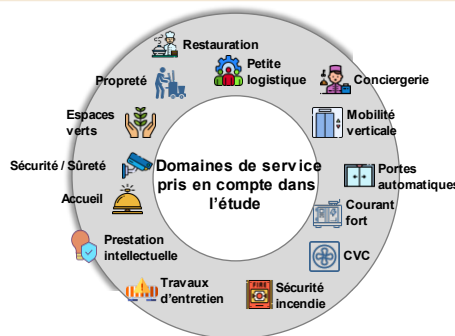 Restauration
Petite
logistique
Conciergerie
Mobilité
verticale
Portes
automatiques
Courant
fort
CVC
FIRE
Sécurité
incendie
Travaux
d'entretien
Prestation
intellectuelle
Accueil
Sécurité / Sûreté
Espaces
verts
Propreté
Domaines de service
pris en compte dans
l'étude